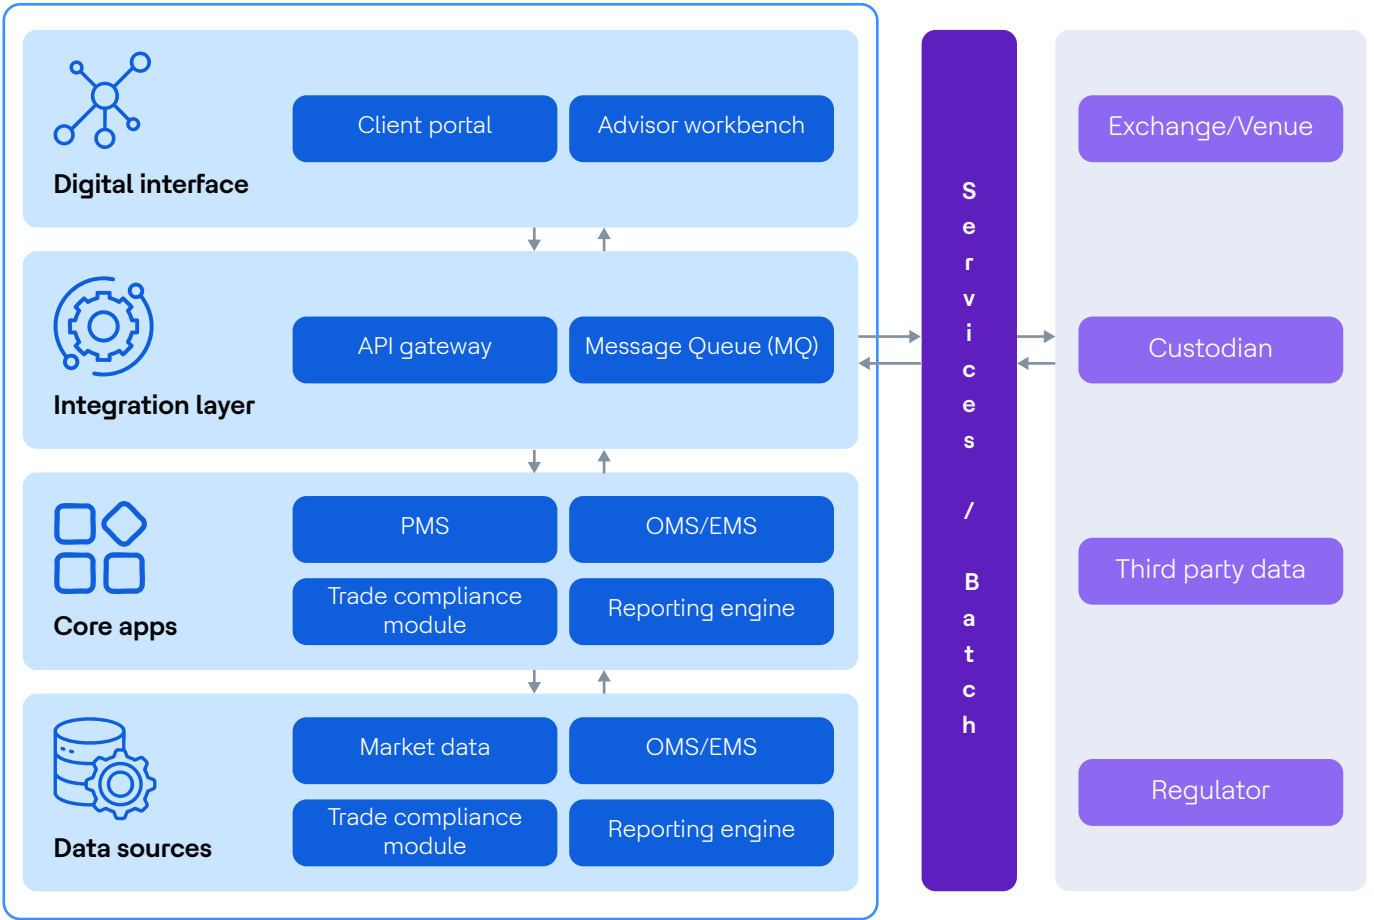 Digital interface
Client portal
Advisor workbench
Integration layer
API gateway
Message Queue (MQ)
Core apps
PMS
OMS/EMS
Trade compliance
module
Reporting engine
Data sources
Market data
OMS/EMS
Trade compliance
module
Reporting engine
Services / Batch
Exchange/Venue
Custodian
Third party data
Regulator